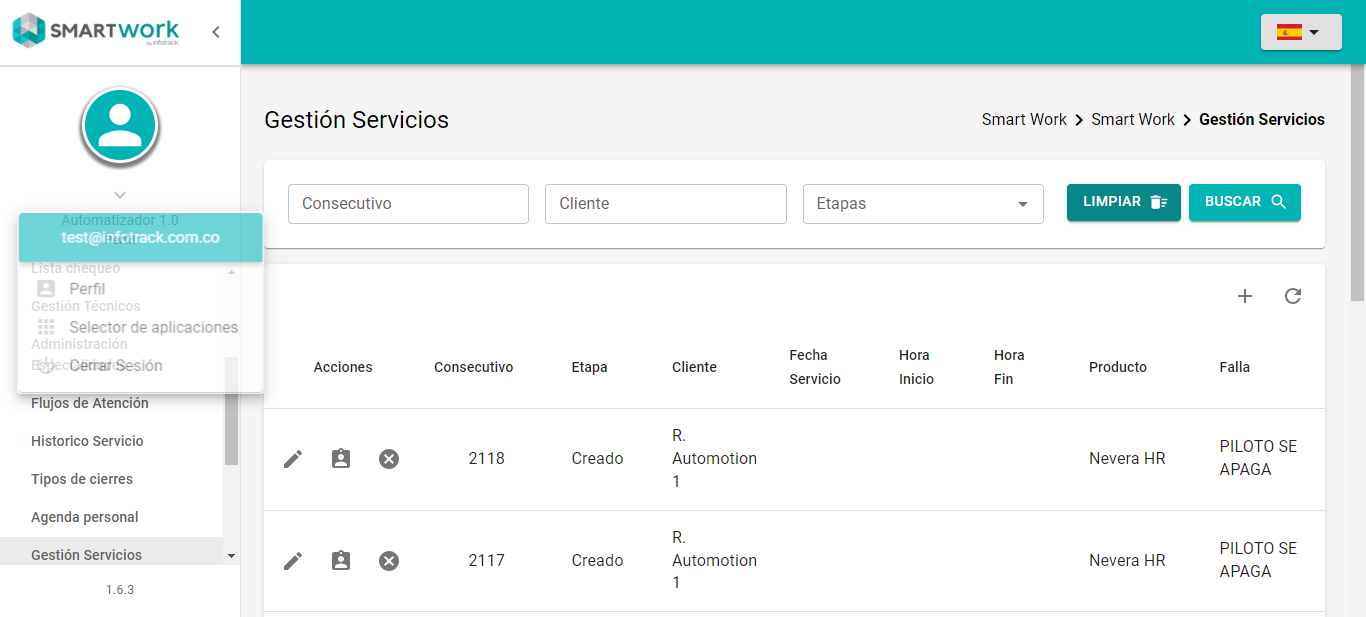 SMARTwork
by infotrack.
Gestión Servicios
Smart Work > Smart Work > Gestión Servicios
Consecutivo
Cliente
Etapas
LIMPIAR
BUSCAR
Automatizador 1.0
test@infotrack.com.co
Lista chequeo
Perfil
Gestión Técnicos
Selector de aplicaciones
Administración
Cerrar Sesión
Flujos de Atención
Historico Servicio
Tipos de cierres
Agenda personal
Gestión Servicios
1.6.3
Acciones
Consecutivo
Etapa
Cliente
Fecha
Servicio
Hora
Inicio
Hora
Fin
Producto
Falla
2118
Creado
R.
Automotion
1
Nevera HR
PILOTO SE
APAGA
2117
Creado
R.
Automotion
1
Nevera HR
PILOTO SE
APAGA